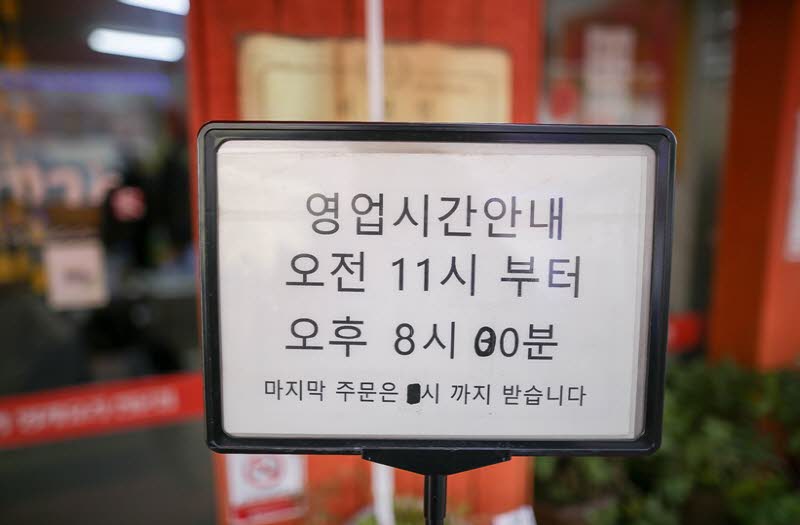 영업시간안내
오전 11시 부터
오후 8시 00분
마지막 주문은 시 까지 받습니다